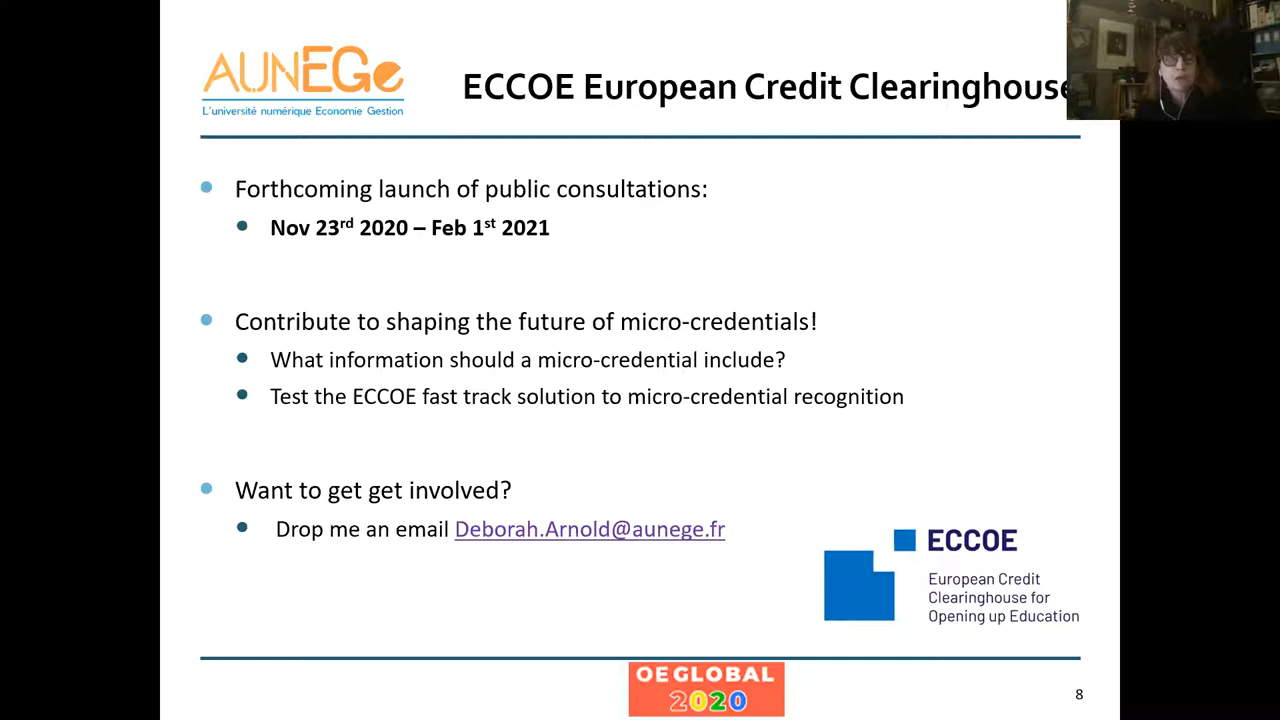 AUNEGe
L'université numérique Economie Gestion
ECCOE European Credit Clearinghouse
Forthcoming launch of public consultations:
Nov 23rd 2020 – Feb 1st 2021
Contribute to shaping the future of micro-credentials!
What information should a micro-credential include?
Test the ECCOE fast track solution to micro-credential recognition
Want to get get involved?
Drop me an email Deborah.Arnold@aunege.fr
ECCOE
European Credit
Clearinghouse for
Opening up Education
OEGLOBAL
2020
8